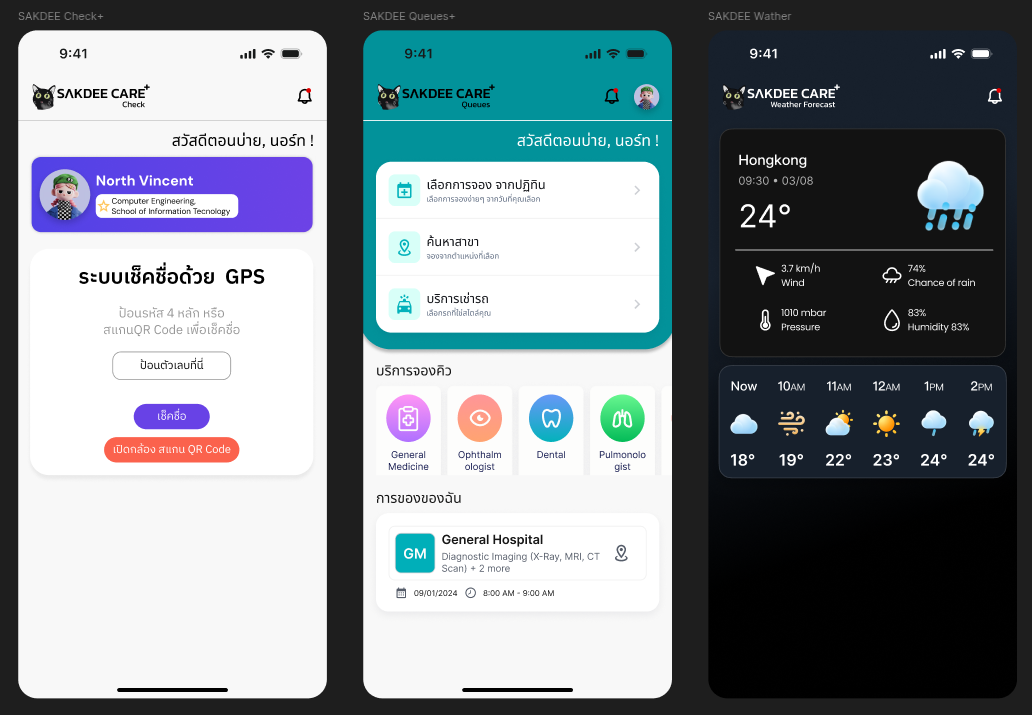 SAKDEE Check+
9:41
SAKDEE CARE+
Check
สวัสดีตอนบ่าย, นอร์ท !
North Vincent
Computer Engineering,
School of Information Tecnology
ระบบเช็คชื่อด้วย GPS
ป้อนรหัส 4 หลัก หรือ
สแกนQR Code เพื่อเช็คชื่อ
ป้อนตัวเลขที่นี่
เช็คชื่อ
เปิดกล้อง สแกน QR Code
SAKDEE Queues+
9:41
SAKDEE CARE+
Queues
สวัสดีตอนบ่าย, นอร์ท !
เลือกการจอง จากปฏิทิน
เลือกการจองง่ายๆ จากวันที่คุณเลือก
ค้นหาสาขา
จองจากตำแหน่งที่เลือก
บริการเช่ารถ
เลือกรถที่ใช่สไตล์คุณ
บริการจองคิว
General
Medicine
Ophthalm
ologist
Dental
Pulmonolo
gist
การของของฉัน
GM
General Hospital
Diagnostic Imaging (X-Ray, MRI, CT
Scan) + 2 more
09/01/2024
8:00 AM - 9:00 AM
SAKDEE Wather
9:41
SAKDEE CARE+
Weather Forecast
Hongkong
09:30 • 03/08
24°
3.7 km/h
Wind
74%
Chance of rain
1010 mbar
Pressure
83%
Humidity 83%
Now 10AM 11AM 12AM 1PM 2PM
18° 19° 22° 23° 24° 24°